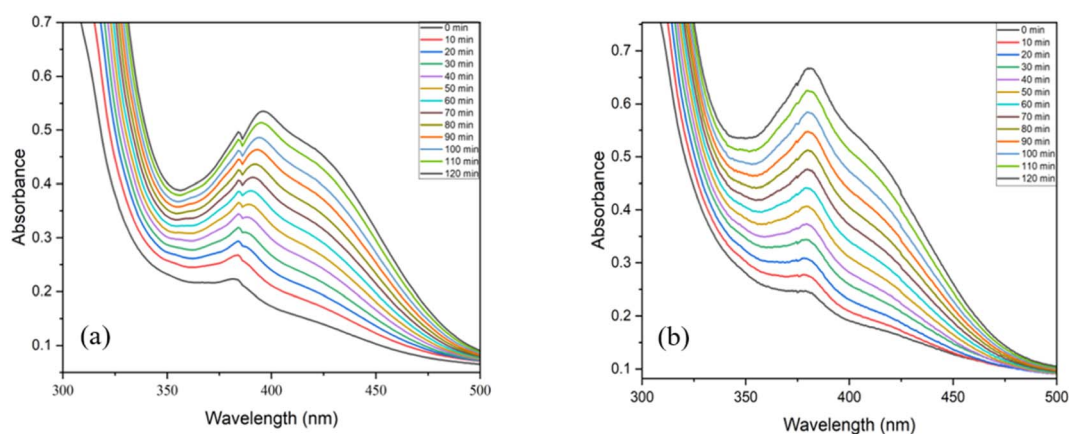 0.7
0.6
0.5
0.4
0.3
0.2
0.1
Absorbance
300
350
400
450
500
Wavelength (nm)
(a)
0 min
10 min
20 min
30 min
40 min
50 min
60 min
70 min
80 min
90 min
100 min
110 min
120 min
0.7
0.6
0.5
0.4
0.3
0.2
0.1
Absorbance
300
350
400
450
500
Wavelength (nm)
(b)
0 min
10 min
20 min
30 min
40 min
50 min
60 min
70 min
80 min
90 min
100 min
110 min
120 min